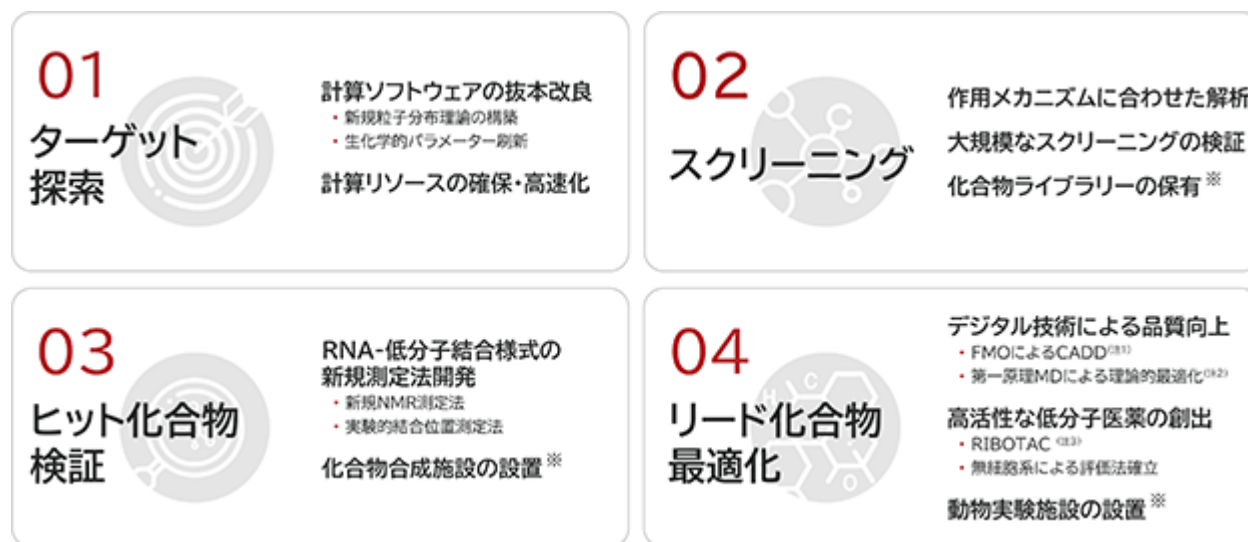 01
ターゲット
探索
計算ソフトウェアの抜本改良
・新規粒子分布理論の構築
・生化学的パラメーター刷新
計算リソースの確保・高速化
02
スクリーニング
作用メカニズムに合わせた解析
大規模なスクリーニングの検証
化合物ライブラリーの保有※
03
ヒット化合物
検証
RNA-低分子結合様式の
新規測定法開発
・新規NMR測定法
・実験的結合位置測定法
化合物合成施設の設置※
04
リード化合物
最適化
デジタル技術による品質向上
・FMOによるCADD(注1)
・第一原理MDによる理論的最適化(注2)
高活性な低分子医薬の創出
・RIBOTAC(注3)
・無細胞系による評価法確立
動物実験施設の設置※
C
C
H
C
O